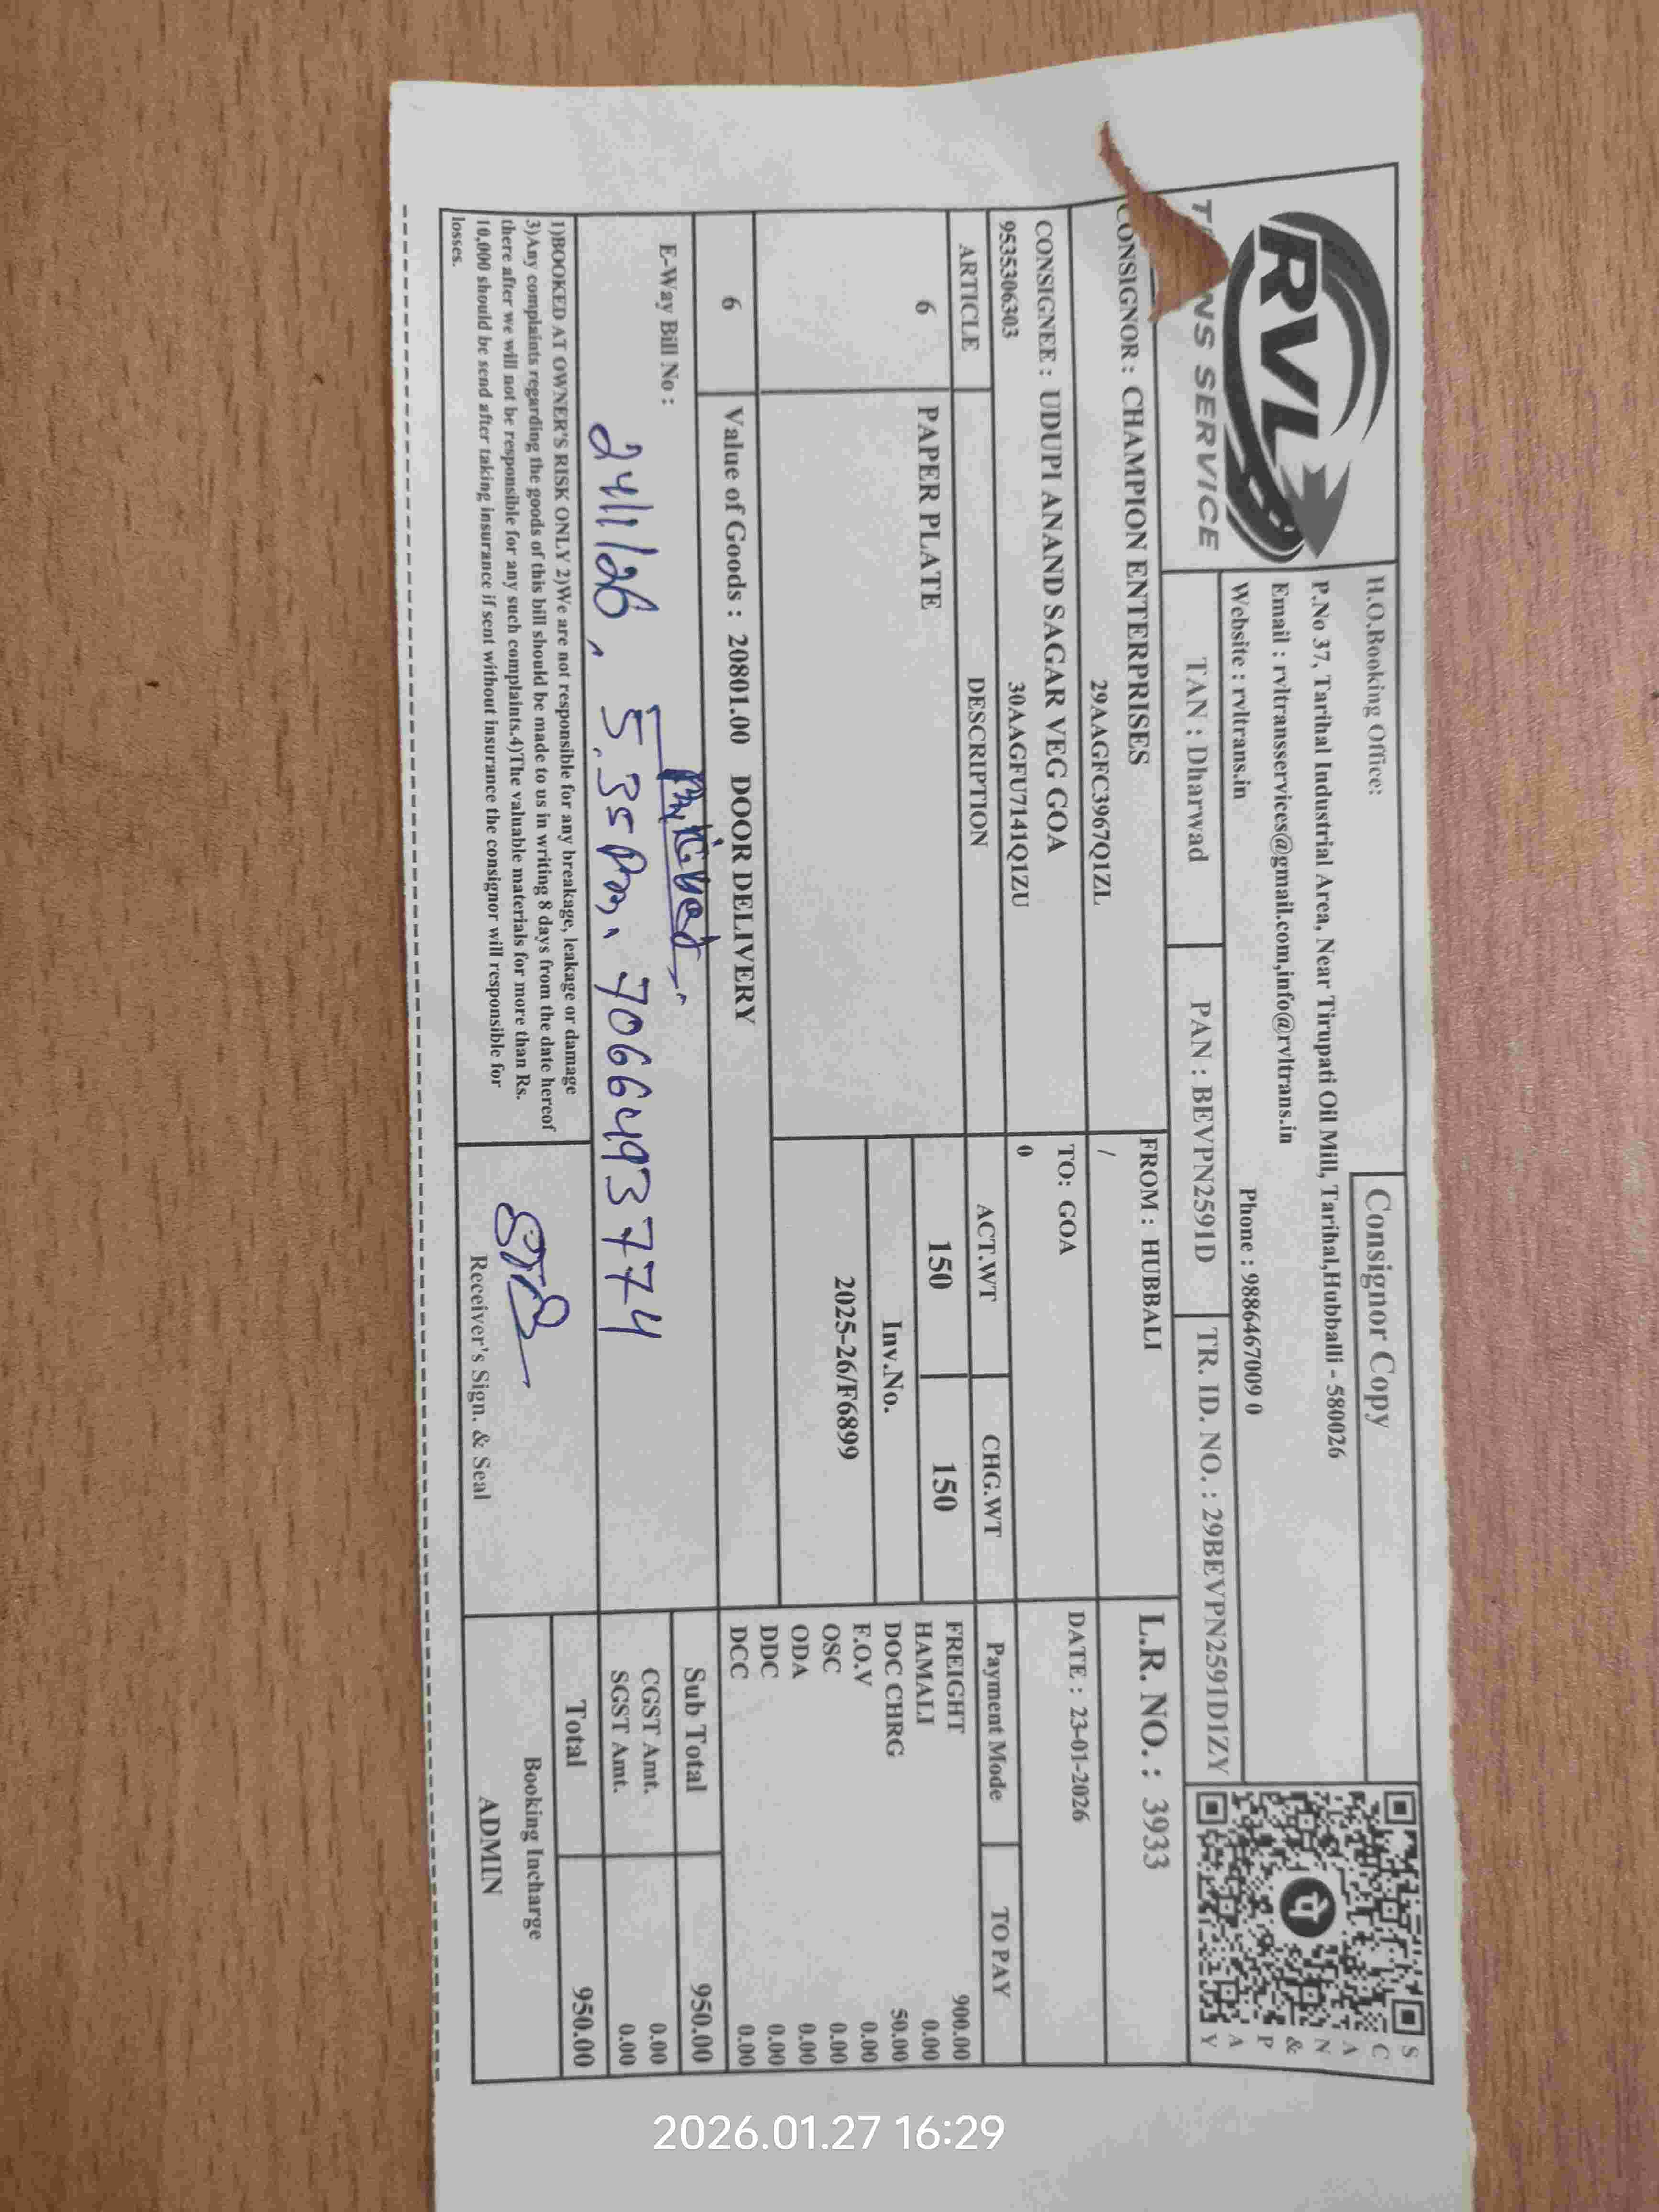 RVL
TRANS SERVICE
H.O.Booking Office:
Consignor Copy
P.No 37, Tarihal Industrial Area, Near Tirupati Oil Mill, Tarihal,Hubballi - 580026
Email : rvltransservices@gmail.com,info@rvltrans.in
Website : rvltrans.in
Phone : 9886467009 0
SCAN & PAY
TAN : Dharwad
PAN : BEVPN2591D
TR. ID. NO. : 29BEVPN2591D1ZY
CONSIGNOR : CHAMPION ENTERPRISES
FROM : HUBBALI
L.R. NO. : 3933
29AAGFC3967Q1ZL
/
CONSIGNEE : UDUPI ANAND SAGAR VEG GOA
TO: GOA
DATE : 23-01-2026
9535306303
30AAGFU7141Q1ZU
0
ARTICLE
DESCRIPTION
ACT.WT
CHG.WT
Payment Mode
TO PAY
6
PAPER PLATE
150
150
Inv.No.
2025-26/F6899
FREIGHT 900.00
HAMALI 0.00
DOC CHRG 50.00
F.O.V 0.00
OSC 0.00
ODA 0.00
DDC 0.00
DCC 0.00
6
Value of Goods : 20801.00 DOOR DELIVERY
Sub Total 950.00
E-Way Bill No :
CGST Amt. 0.00
SGST Amt. 0.00
24/1/26, 5.35 Pm, 7066493774
Total 950.00
1)BOOKED AT OWNER'S RISK ONLY 2)We are not responsible for any breakage, leakage or damage
3)Any complaints regarding the goods of this bill should be made to us in writing 8 days from the date hereof
there after we will not be responsible for any such complaints.4)The valuable materials for more than Rs.
10,000 should be send after taking insurance if sent without insurance the consignor will responsible for
losses.
Receiver's Sign. & Seal
Booking Incharge
ADMIN
2026.01.27 16:29